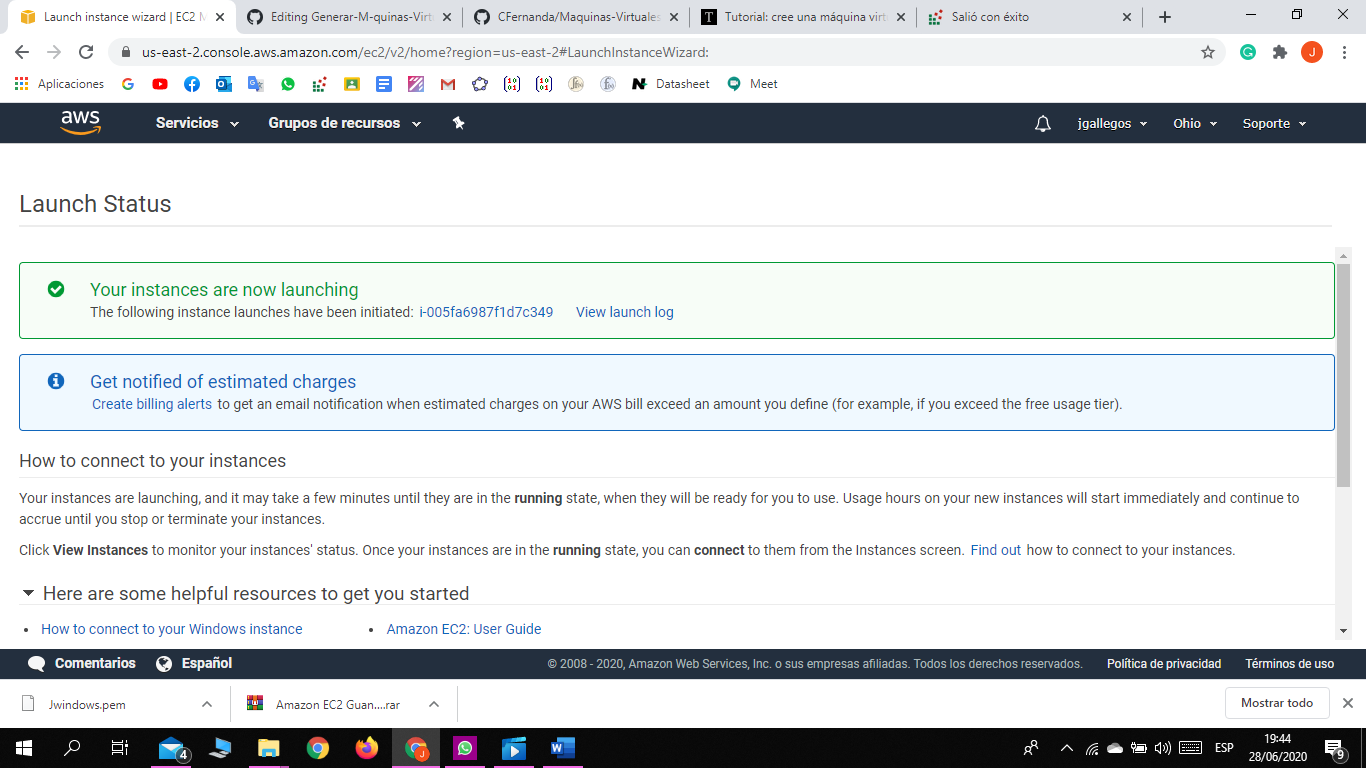 Launch instance wizard | EC2 M
Editing Generar-M-quinas-Virtu
CFernanda/Maquinas-Virtuales
Tutorial: cree una máquina virtu
Salió con éxito
us-east-2.console.aws.amazon.com/ec2/v2/home?region=us-east-2#LaunchInstanceWizard:
J
Aplicaciones
Datasheet
Meet
aws
Servicios
Grupos de recursos
jgallegos
Ohio
Soporte
Launch Status
Your instances are now launching
The following instance launches have been initiated: i-005fa6987f1d7c349 View launch log
Get notified of estimated charges
Create billing alerts to get an email notification when estimated charges on your AWS bill exceed an amount you define (for example, if you exceed the free usage tier).
How to connect to your instances
Your instances are launching, and it may take a few minutes until they are in the running state, when they will be ready for you to use. Usage hours on your new instances will start immediately and continue to
accrue until you stop or terminate your instances.
Click View Instances to monitor your instances' status. Once your instances are in the running state, you can connect to them from the Instances screen. Find out how to connect to your instances.
Here are some helpful resources to get you started
• How to connect to your Windows instance
• Amazon EC2: User Guide
Comentarios
Español
© 2008 - 2020, Amazon Web Services, Inc. o sus empresas afiliadas. Todos los derechos reservados.
Política de privacidad
Términos de uso
Jwindows.pem
Amazon EC2 Guan....rar
Mostrar todo
4
J
ESP
19:44
28/06/2020
9